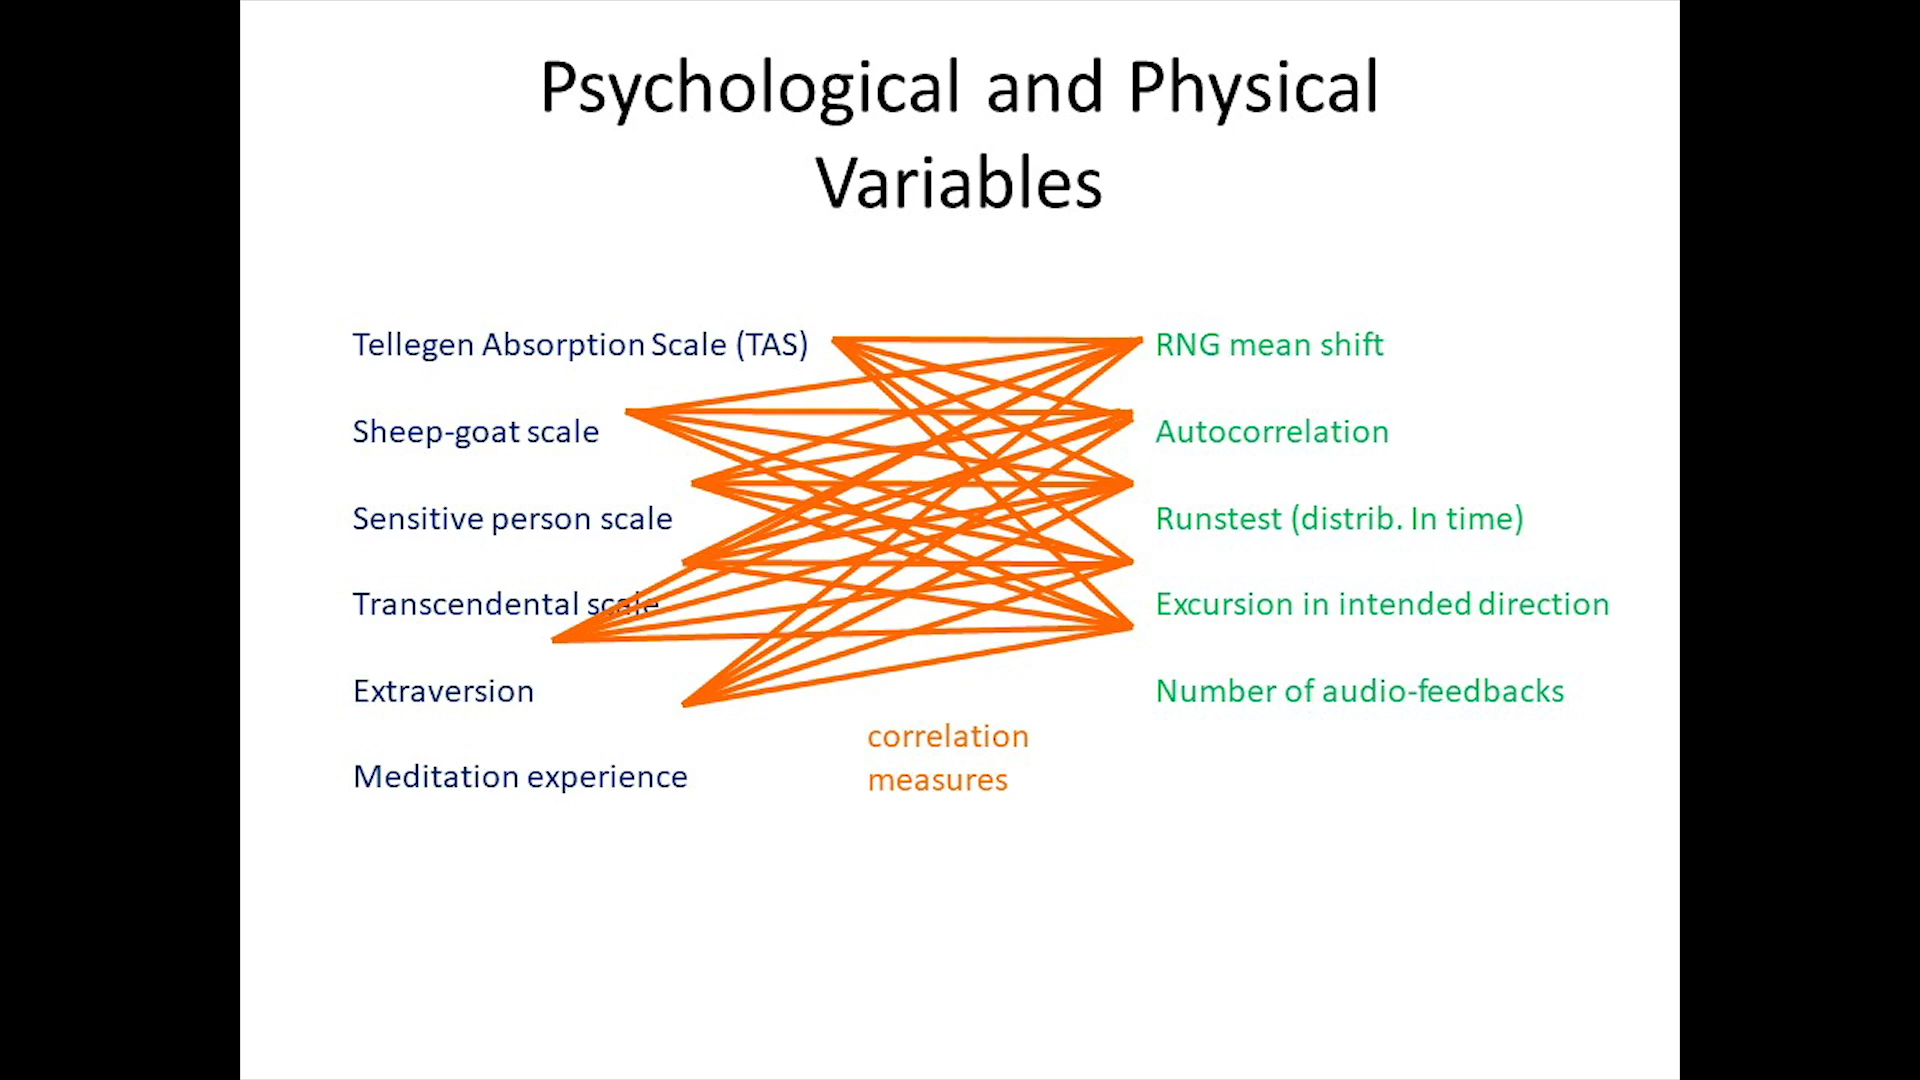 Psychological and Physical
Variables
Tellegen Absorption Scale (TAS)
Sheep-goat scale
Sensitive person scale
Transcendental scale
Extraversion
Meditation experience
RNG mean shift
Autocorrelation
Runstest (distrib. In time)
Excursion in intended direction
Number of audio-feedbacks
correlation
measures